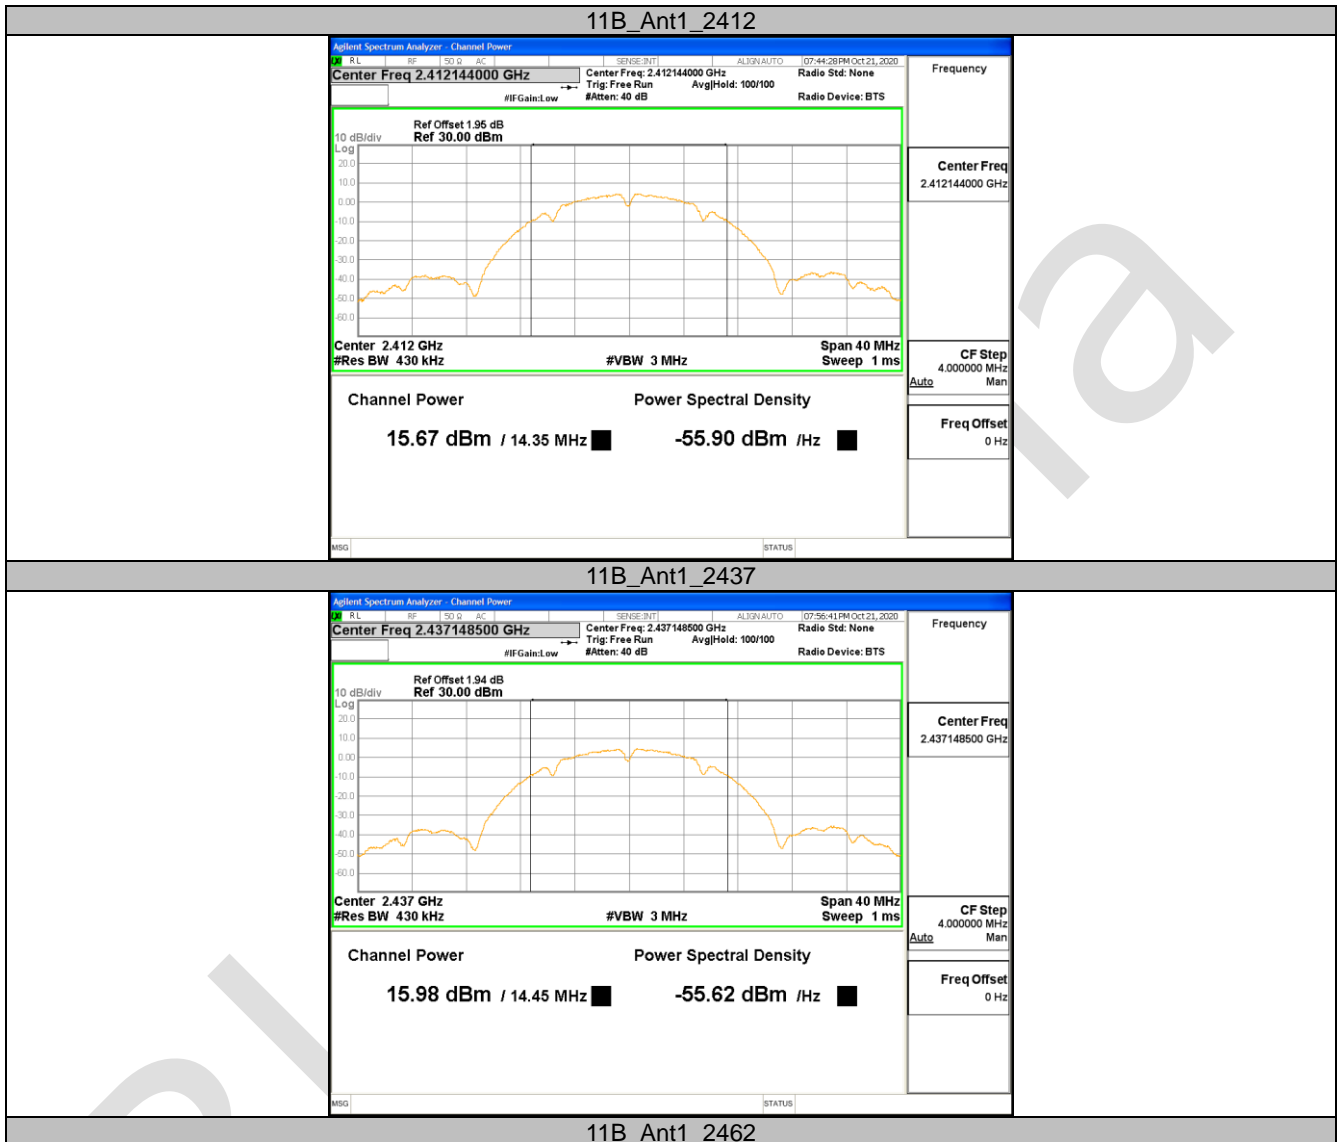 11B_Ant1_2412
Agilent Spectrum Analyzer - Channel Power
RL RF 50 Ω AC SENSE:INT ALIGN AUTO 07:44:28 PM Oct 21, 2020
Center Freq 2.412144000 GHz
Center Freq: 2.412144000 GHz
Radio Std: None
Trig: Free Run Avg|Hold: 100/100
#IFGain:Low #Atten: 40 dB Radio Device: BTS
Frequency
Ref Offset 1.95 dB
10 dB/div Ref 30.00 dBm
Log
20.0
10.0
0.00
-10.0
-20.0
-30.0
-40.0
-50.0
-60.0
Center 2.412 GHz Span 40 MHz
#Res BW 430 kHz #VBW 3 MHz Sweep 1 ms
Center Freq
2.412144000 GHz
CF Step
4.000000 MHz
Auto Man
Freq Offset
0 Hz
Channel Power Power Spectral Density
15.67 dBm / 14.35 MHz -55.90 dBm /Hz
MSG STATUS
11B_Ant1_2437
Agilent Spectrum Analyzer - Channel Power
RL RF 50 Ω AC SENSE:INT ALIGN AUTO 07:56:41 PM Oct 21, 2020
Center Freq 2.437148500 GHz
Center Freq: 2.437148500 GHz
Radio Std: None
Trig: Free Run Avg|Hold: 100/100
#IFGain:Low #Atten: 40 dB Radio Device: BTS
Frequency
Ref Offset 1.94 dB
10 dB/div Ref 30.00 dBm
Log
20.0
10.0
0.00
-10.0
-20.0
-30.0
-40.0
-50.0
-60.0
Center 2.437 GHz Span 40 MHz
#Res BW 430 kHz #VBW 3 MHz Sweep 1 ms
Center Freq
2.437148500 GHz
CF Step
4.000000 MHz
Auto Man
Freq Offset
0 Hz
Channel Power Power Spectral Density
15.98 dBm / 14.45 MHz -55.62 dBm /Hz
MSG STATUS
11B_Ant1_2462